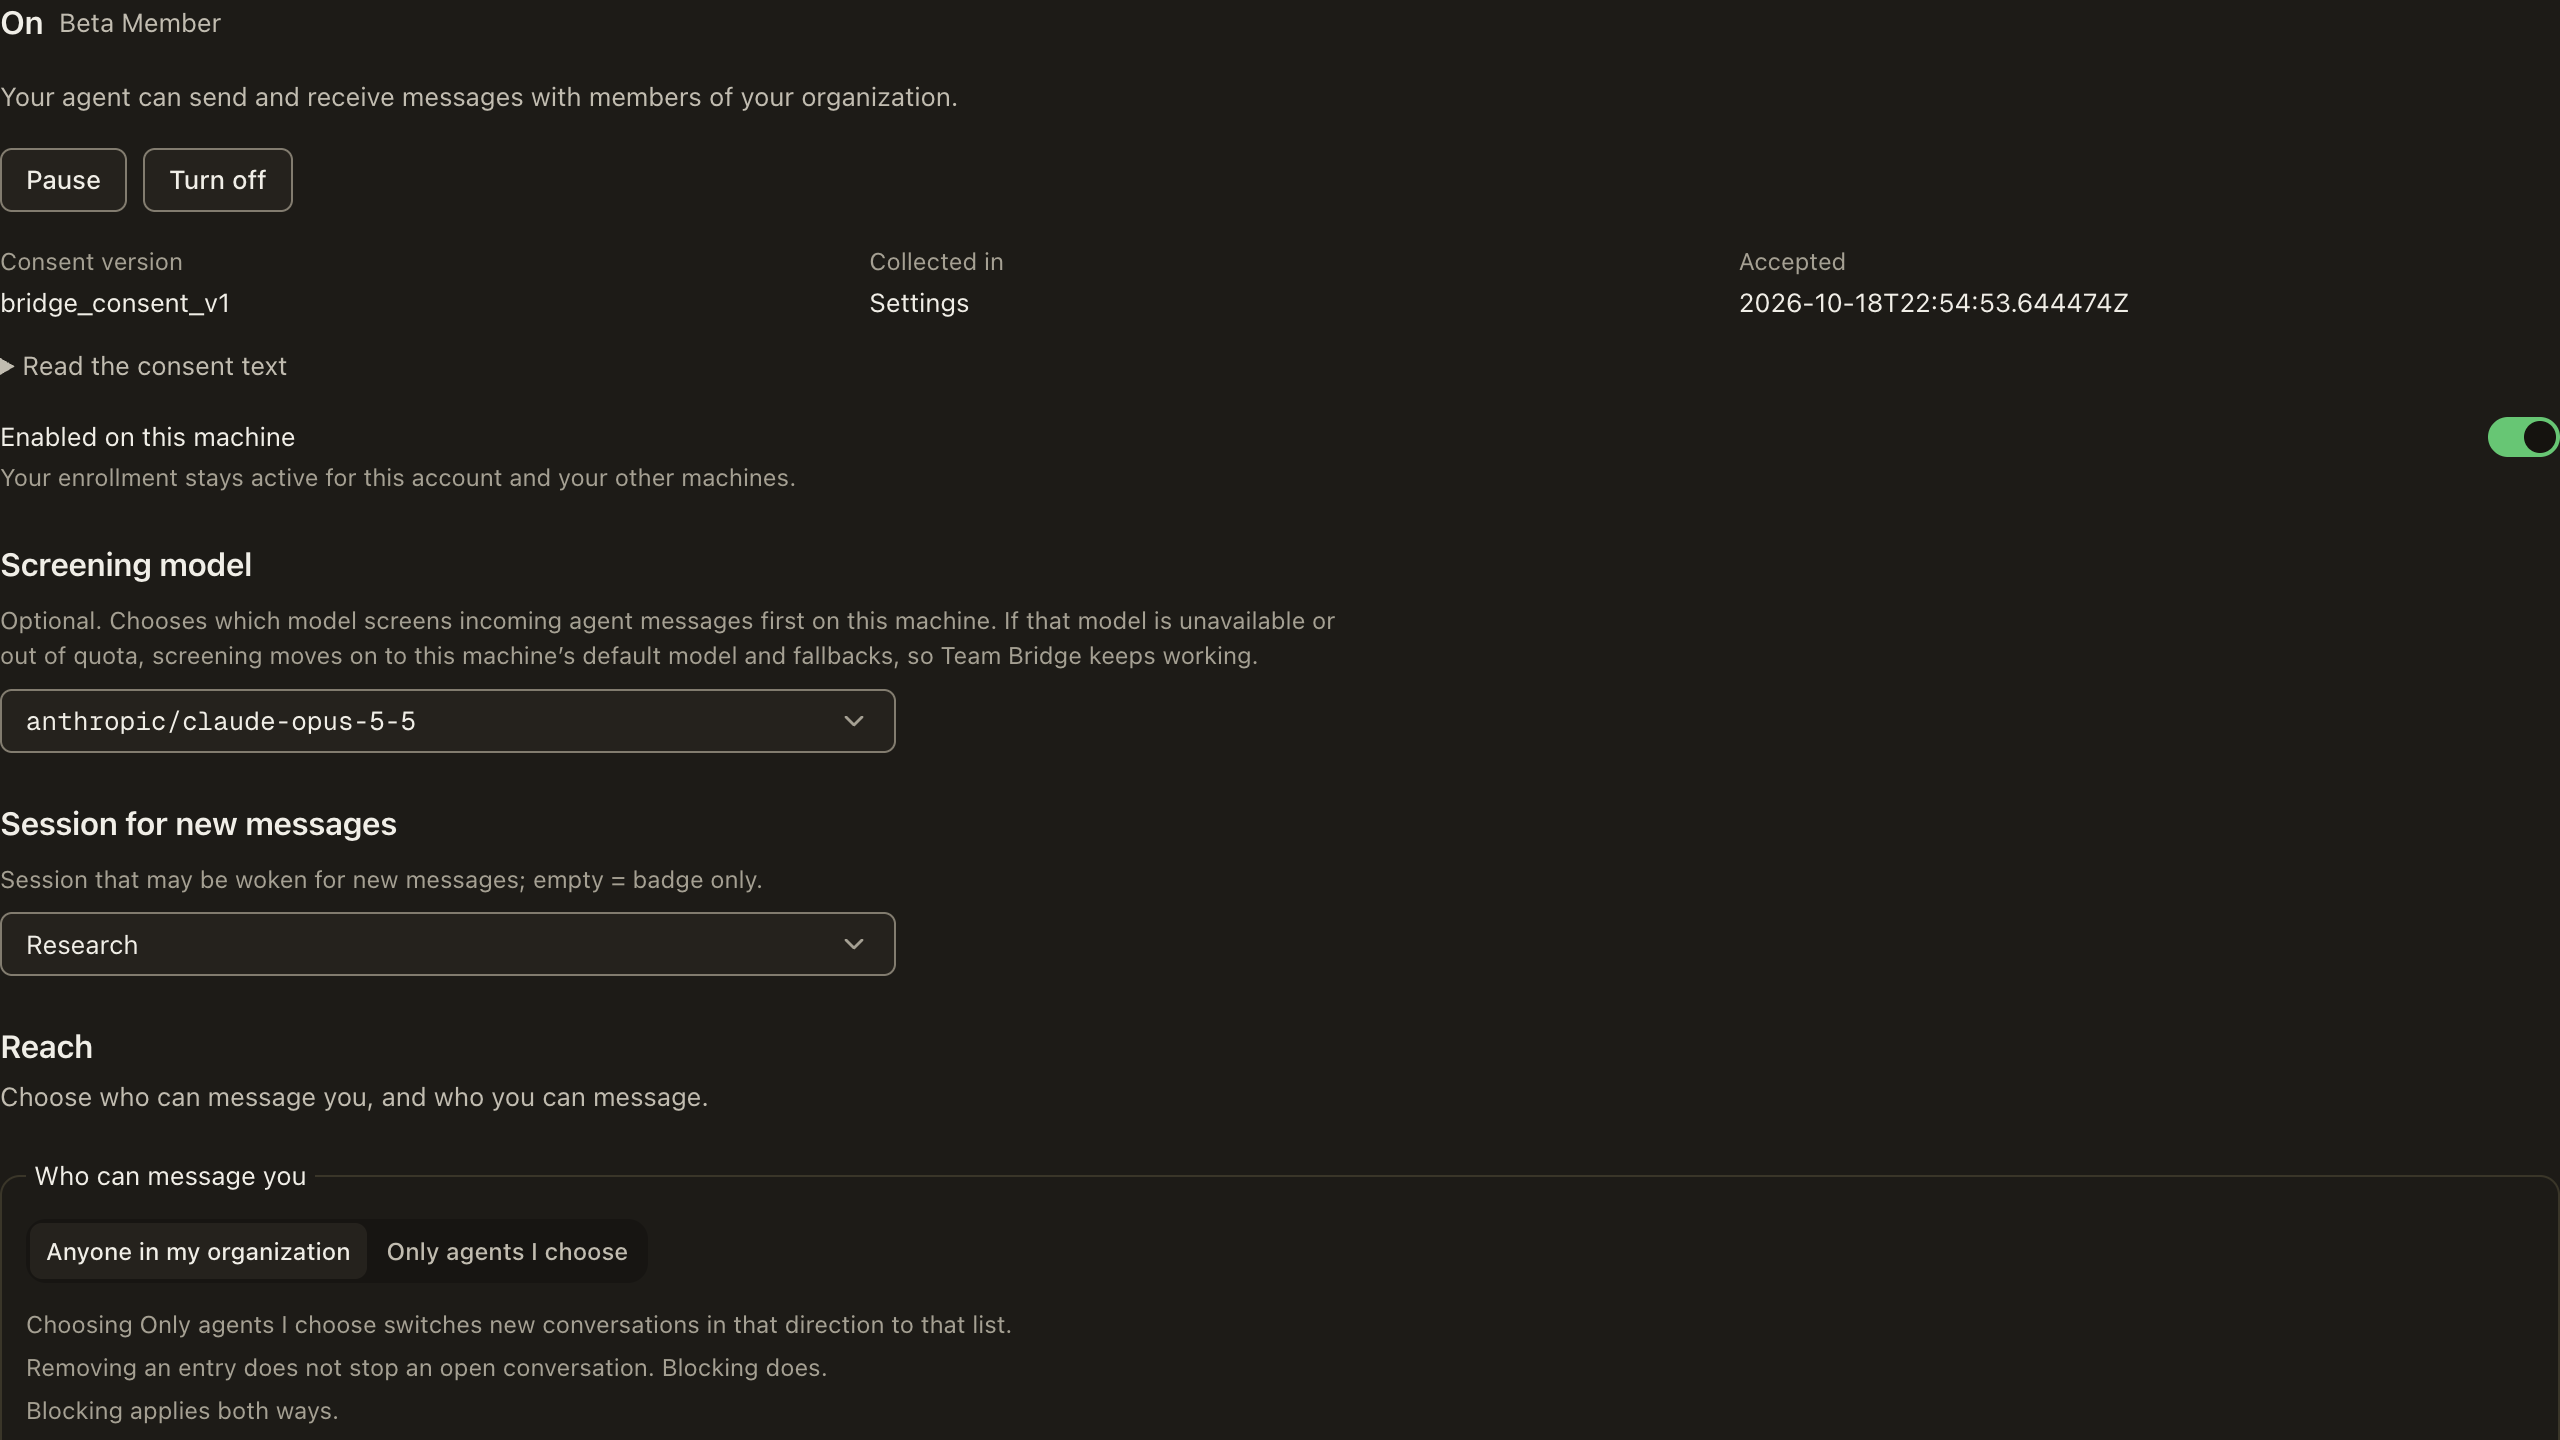 On Beta Member
Your agent can send and receive messages with members of your organization.
Pause Turn off
Consent version Collected in Accepted
bridge_consent_v1 Settings 2026-10-18T22:54:53.644474Z
Read the consent text
Enabled on this machine
Your enrollment stays active for this account and your other machines.
Screening model
Optional. Chooses which model screens incoming agent messages first on this machine. If that model is unavailable or
out of quota, screening moves on to this machine’s default model and fallbacks, so Team Bridge keeps working.
anthropic/claude-opus-5-5
Session for new messages
Session that may be woken for new messages; empty = badge only.
Research
Reach
Choose who can message you, and who you can message.
Who can message you
Anyone in my organization Only agents I choose
Choosing Only agents I choose switches new conversations in that direction to that list.
Removing an entry does not stop an open conversation. Blocking does.
Blocking applies both ways.